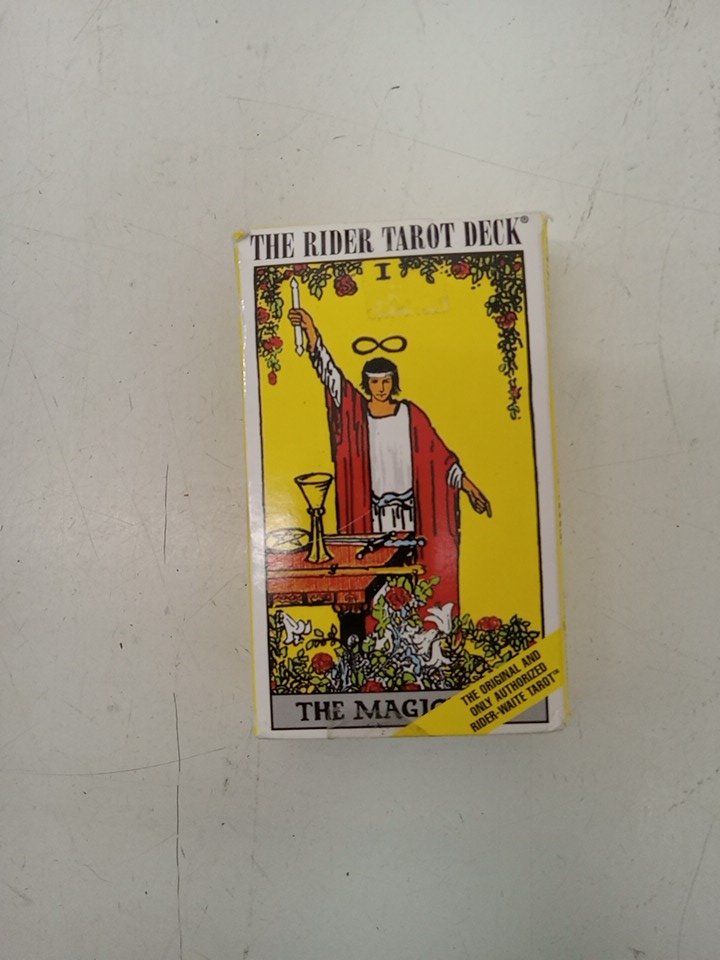 THE RIDER TAROT DECK®
I
THE MAGIC
THE ORIGINAL AND
ONLY AUTHORIZED
RIDER-WAITE TAROT™